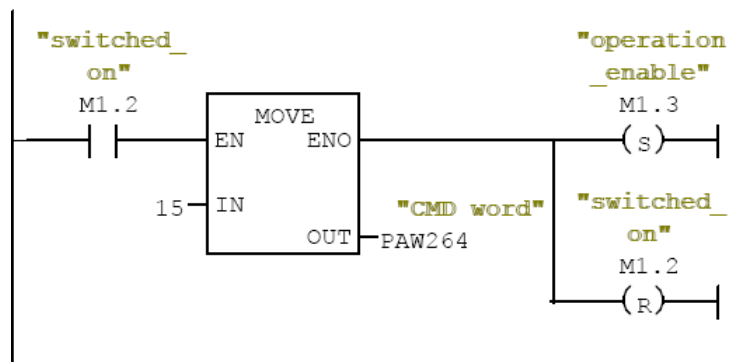 "switched_
on"
M1.2
MOVE
EN ENO
15 IN
OUT
"CMD word"
PAW264
"operation
_enable"
M1.3
S
"switched_
on"
M1.2
R